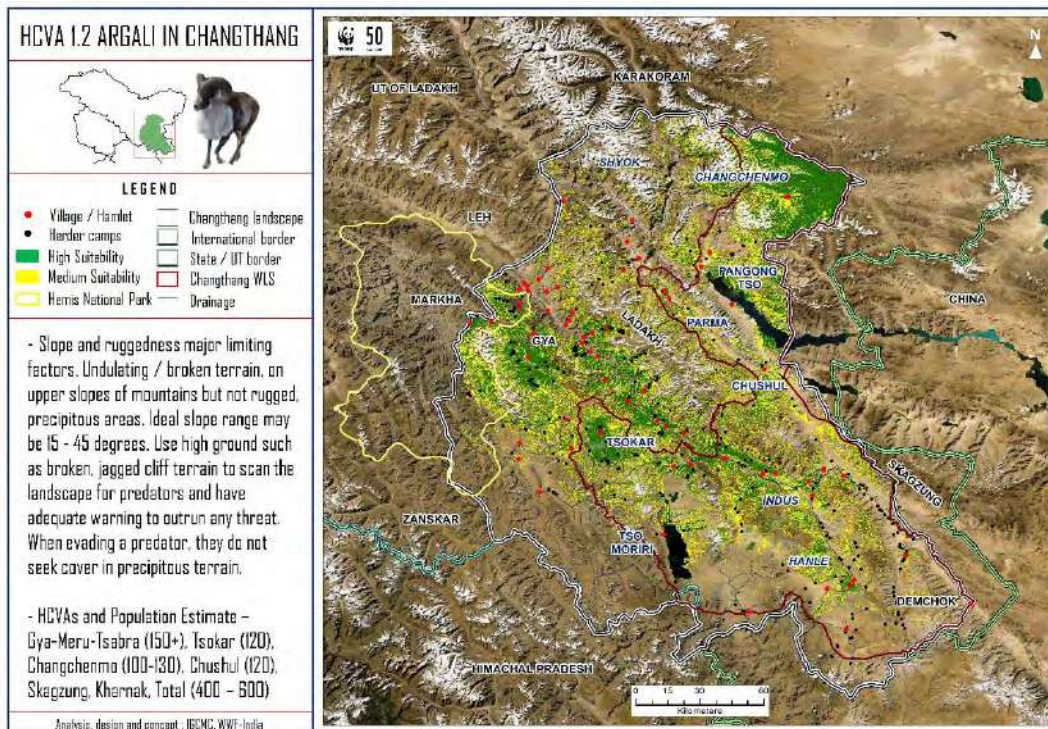 HCVA 1.2 ARGALI IN CHANGTHANG
LEGEND
Village / Hamlet
Herder camps
High Suitability
Medium Suitability
Hemis National Park
Changthang landscape
International border
State / UT border
Changthang WLS
Drainage
- Slope and ruggedness major limiting
factors. Undulating / broken terrain, on
upper slopes of mountains but not rugged,
precipitous areas. Ideal slope range may
be 15 - 45 degrees. Use high ground such
as broken, jagged cliff terrain to scan the
landscape for predators and have
adequate warning to outrun any threat.
When evading a predator, they do not
seek cover in precipitous terrain.
- HCVAs and Population Estimate –
Gya-Meru-Tsabra (150+), Tsokar (120),
Changchenmo (100-130), Chushul (120),
Skagzung, Kharnak, Total (400 – 600)
Analysis, design and concept : IGCMC, WWF-India
50
N
KARAKORAM
UT OF LADAKH
SHYOK
CHANGCHENMO
LEH
PANGONG
TSO
CHINA
MARKHA
LADAKH
PARMA
GYA
CHUSHUL
TSOKAR
SKAGZUNG
INDUS
ZANSKAR
TSO
MORIRI
HANLE
DEMCHOK
HIMACHAL PRADESH
0 15 30 45 60
Kilometers